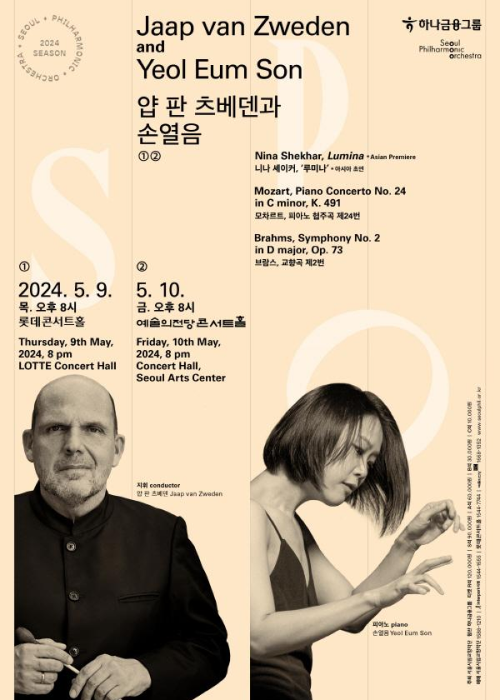 SEOUL • PHILHARMONIC • ORCHESTRA •
2024
SEASON
Jaap van Zweden
and
Yeol Eum Son
얍 판 츠베덴과
손열음
①②
하나금융그룹
Seoul
Philharmonic
orchestra
Nina Shekhar, Lumina • Asian Premiere
니나 셰이커, ‘루미나’ • 아시아 초연
Mozart, Piano Concerto No. 24
in C minor, K. 491
모차르트, 피아노 협주곡 제24번
Brahms, Symphony No. 2
in D major, Op. 73
브람스, 교향곡 제2번
①
2024. 5. 9.
목. 오후 8시
롯데콘서트홀
Thursday, 9th May,
2024, 8 pm
LOTTE Concert Hall
②
5. 10.
금. 오후 8시
예술의전당 콘서트홀
Friday, 10th May,
2024, 8 pm
Concert Hall,
Seoul Arts Center
S
P
O
지휘 conductor
얍 판 츠베덴 Jaap van Zweden
피아노 piano
손열음 Yeol Eum Son
www.seoulphil.or.kr